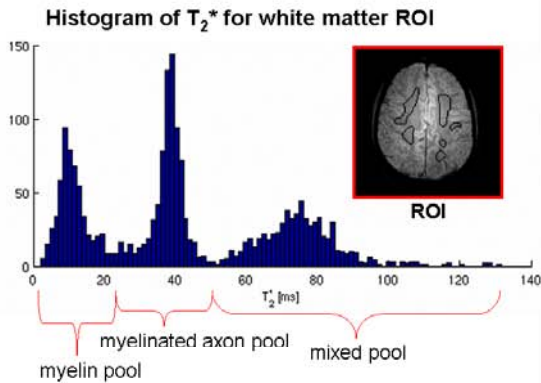 Histogram of T₂* for white matter ROI
150
100
50
0
0 20 40 60 80 100 120 140
T₂* [ms]
ROI
myelin pool
myelinated axon pool
mixed pool